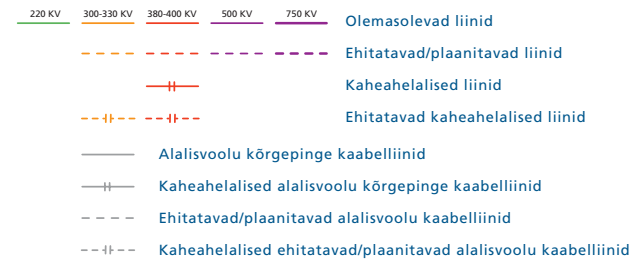 220 KV 300-330 KV 380-400 KV 500 KV 750 KV Olemasolevad liinid
Ehitatavad/plaanitavad liinid
Kaheahelalised liinid
Ehitatavad kaheahelalised liinid
Alalisvoolu kõrgepinge kaabelliinid
Kaheahelalised alalisvoolu kõrgepinge kaabelliinid
Ehitatavad/plaanitavad alalisvoolu kaabelliinid
Kaheahelalised ehitatavad/plaanitavad alalisvoolu kaabelliinid